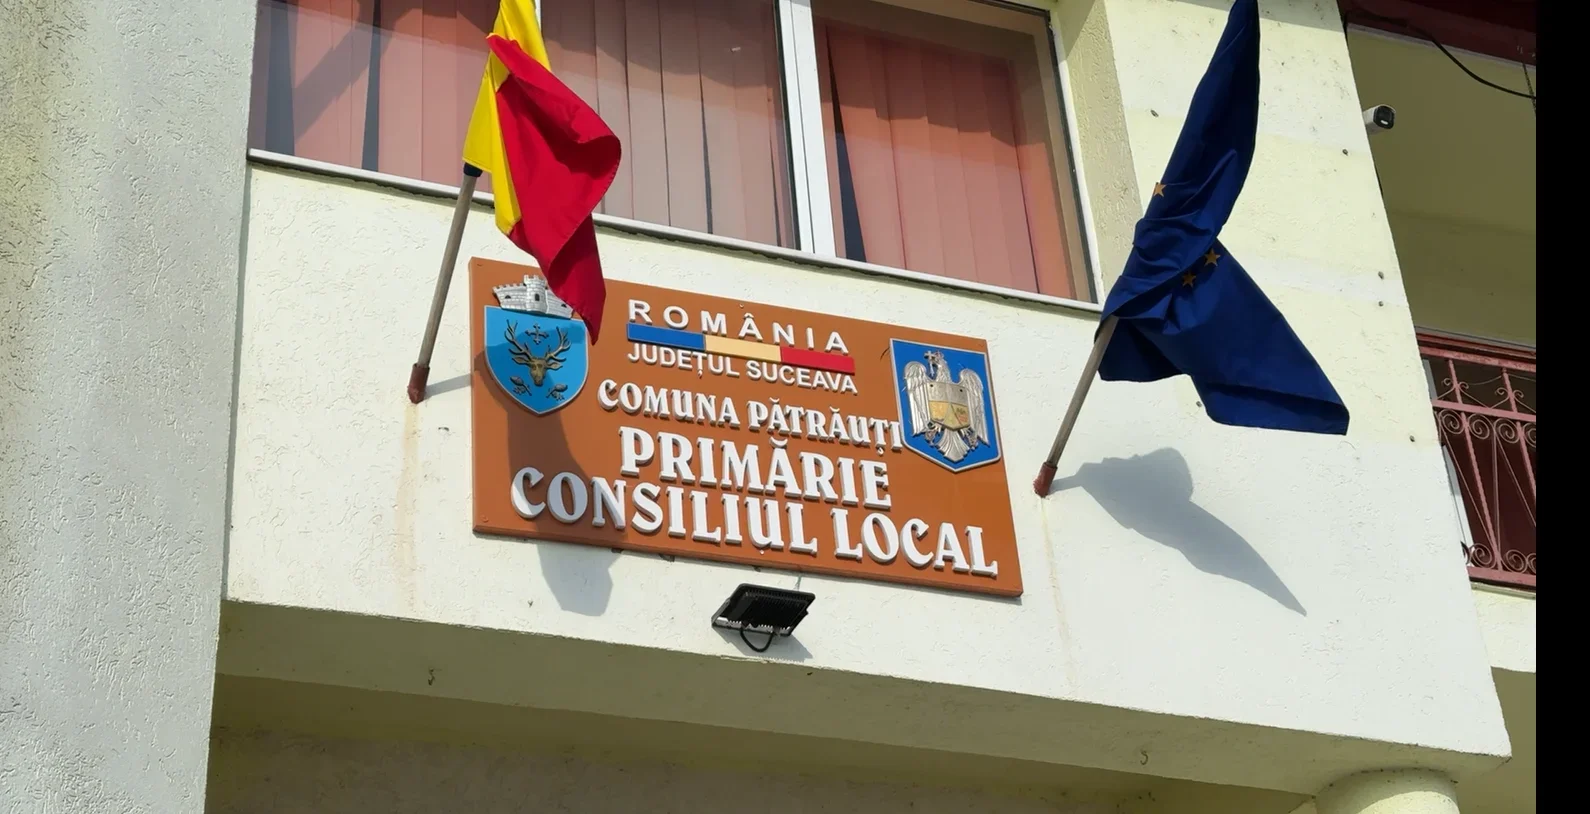 ROMÂNIA
JUDEȚUL SUCEAVA
COMUNA PĂTRĂUȚI
PRIMĂRIE
CONSILIUL LOCAL